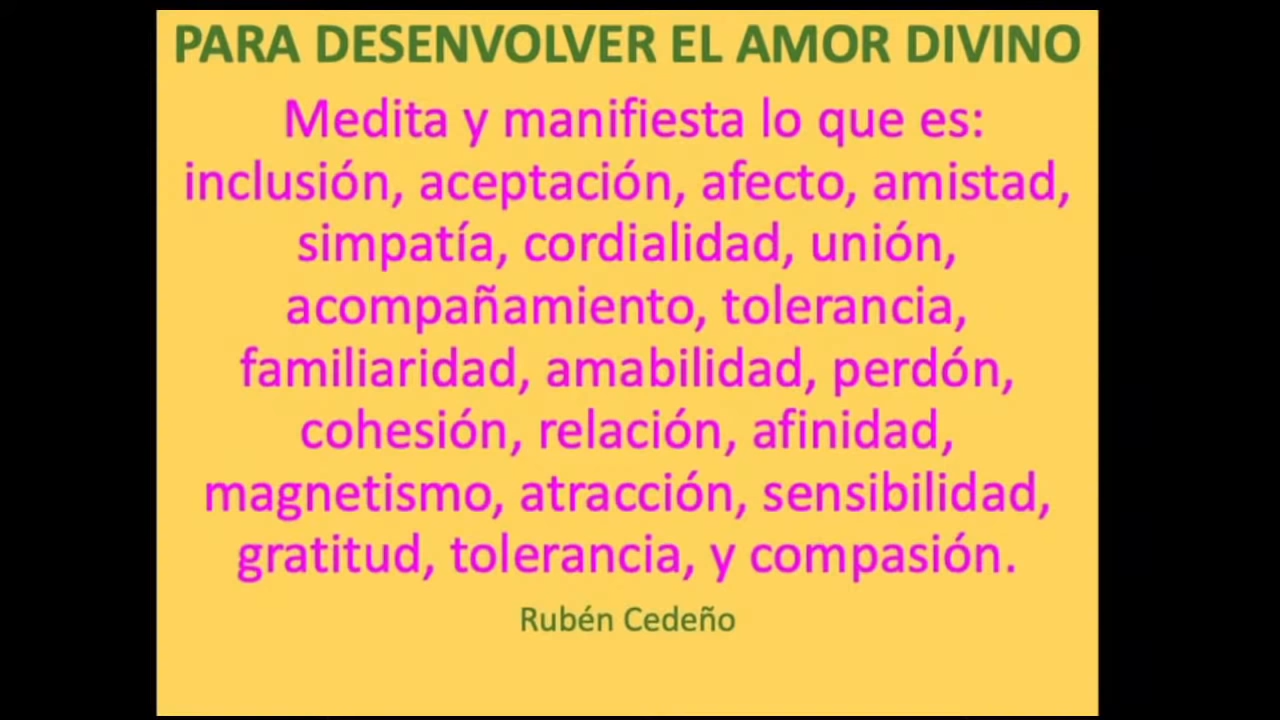 PARA DESENVOLVER EL AMOR DIVINO
Medita y manifiesta lo que es:
inclusión, aceptación, afecto, amistad,
simpatía, cordialidad, unión,
acompañamiento, tolerancia,
familiaridad, amabilidad, perdón,
cohesión, relación, afinidad,
magnetismo, atracción, sensibilidad,
gratitud, tolerancia, y compasión.
Rubén Cedeño